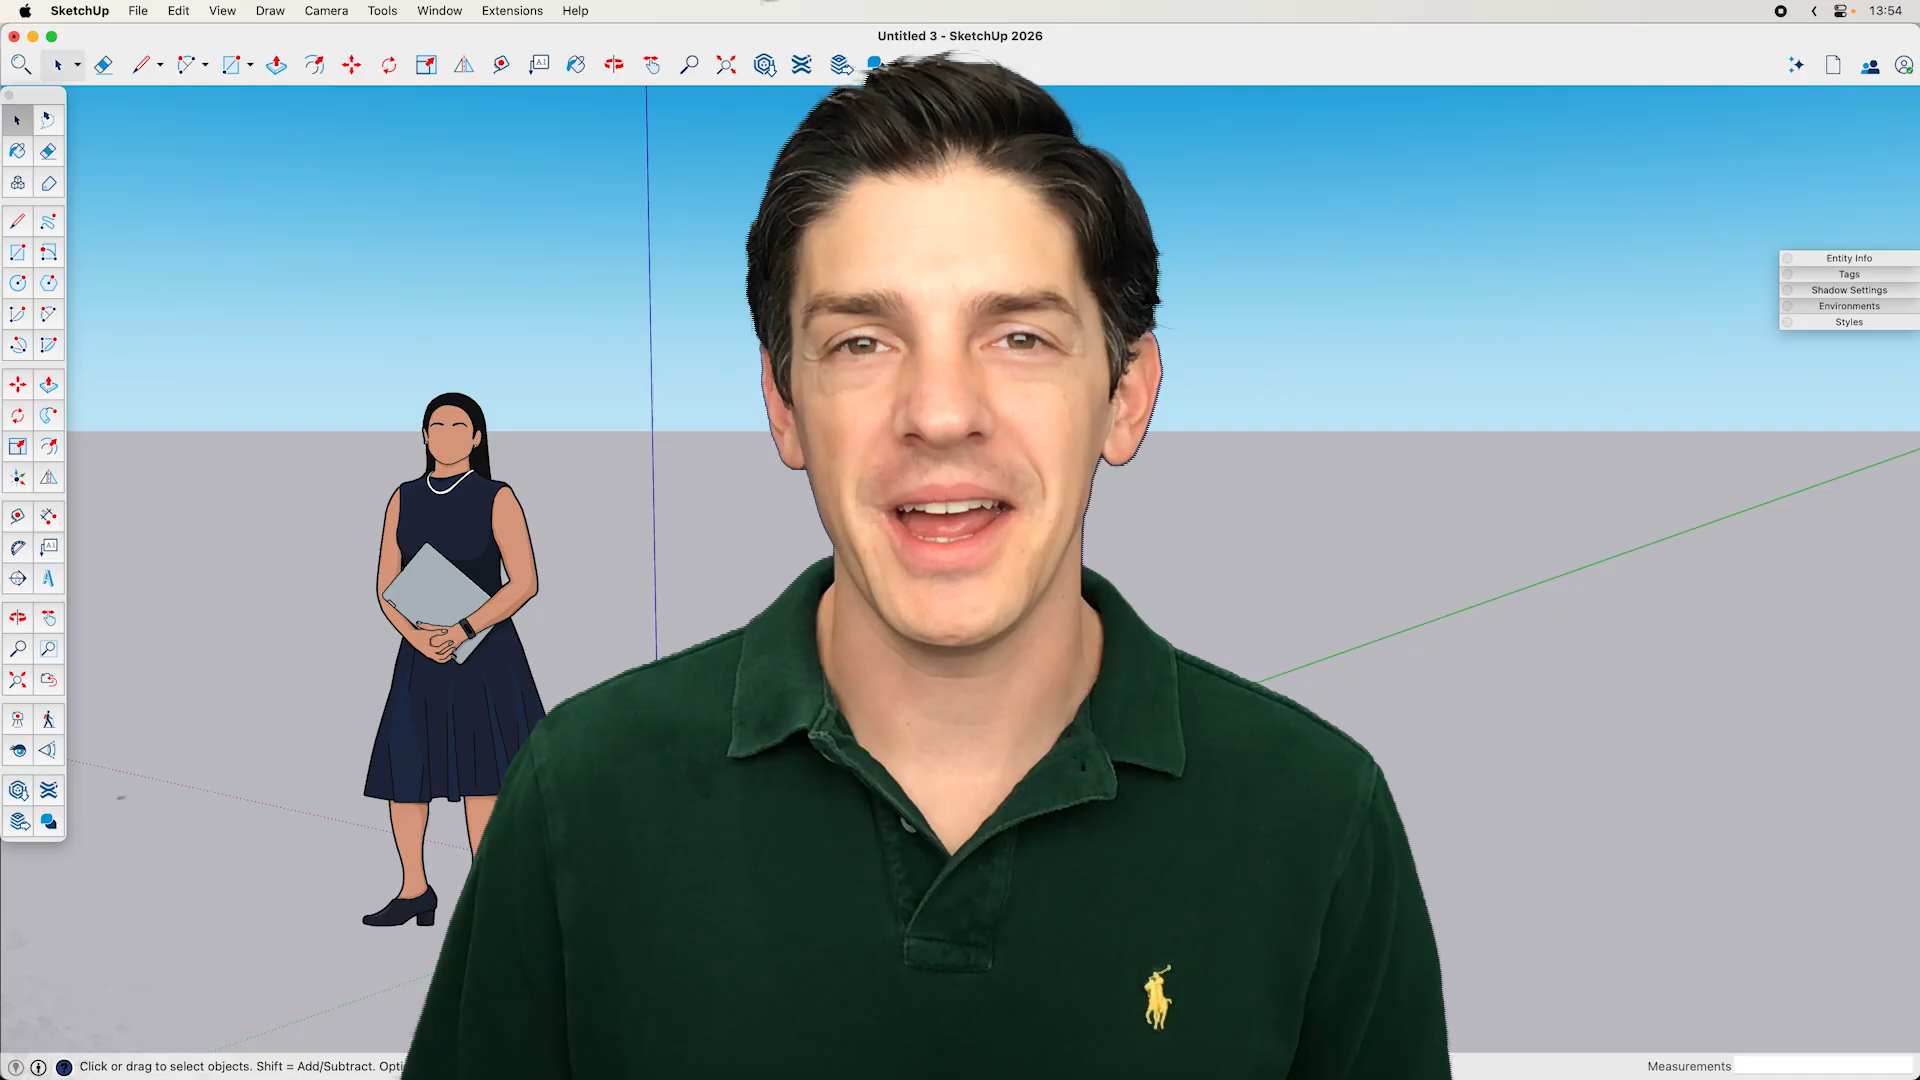 SketchUp File Edit View Draw Camera Tools Window Extensions Help 13:54
Untitled 3 - SketchUp 2026
Entity Info
Tags
Shadow Settings
Environments
Styles
Click or drag to select objects. Shift = Add/Subtract. Opti
Measurements